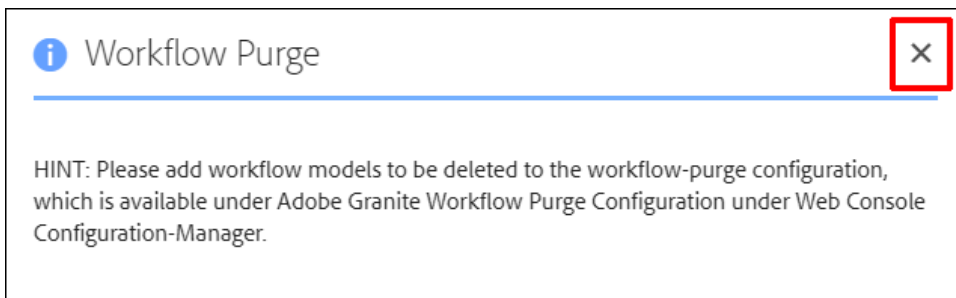 Workflow Purge
HINT: Please add workflow models to be deleted to the workflow-purge configuration,
which is available under Adobe Granite Workflow Purge Configuration under Web Console
Configuration-Manager.